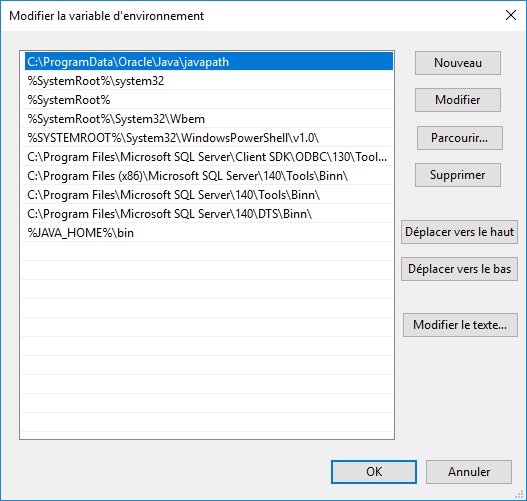 Modifier la variable d'environnement
C:\ProgramData\Oracle\Java\javapath
%SystemRoot%\system32
%SystemRoot%
%SystemRoot%\System32\Wbem
%SYSTEMROOT%\System32\WindowsPowerShell\v1.0\
C:\Program Files\Microsoft SQL Server\Client SDK\ODBC\130\Tool...
C:\Program Files (x86)\Microsoft SQL Server\140\Tools\Binn\
C:\Program Files\Microsoft SQL Server\140\Tools\Binn\
C:\Program Files\Microsoft SQL Server\140\DTS\Binn\
%JAVA_HOME%\bin
Nouveau
Modifier
Parcourir...
Supprimer
Déplacer vers le haut
Déplacer vers le bas
Modifier le texte...
OK
Annuler